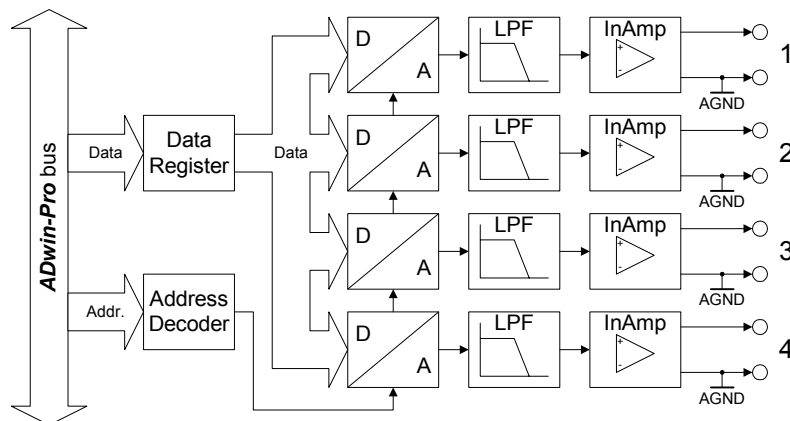 ADwin-Pro bus
Data
Data
Register
Data
Addr.
Address
Decoder
D
A
LPF
InAmp
+
-
AGND
1
D
A
LPF
InAmp
+
-
AGND
2
D
A
LPF
InAmp
+
-
AGND
3
D
A
LPF
InAmp
+
-
AGND
4